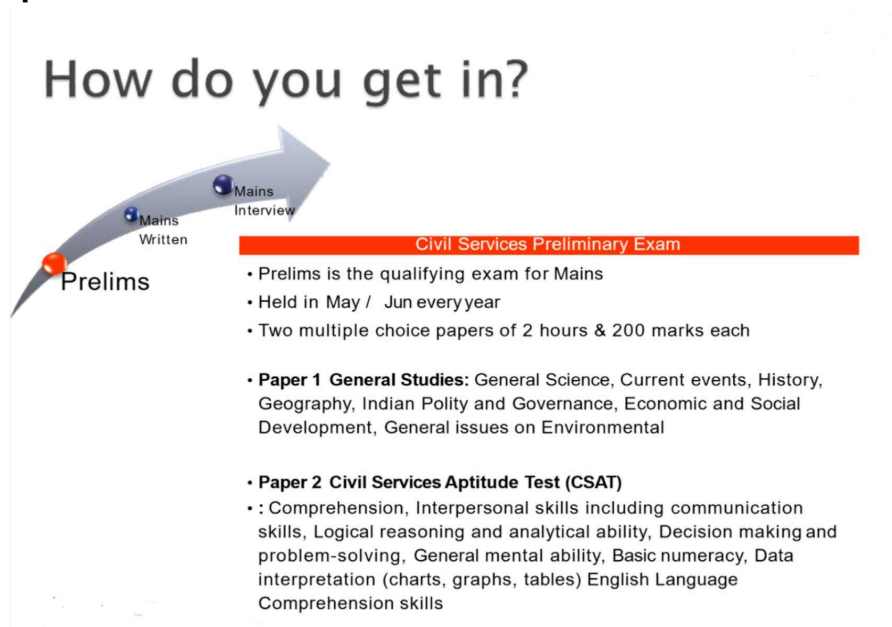 How do you get in?
Mains
Interview
Mains
Written
Prelims
Civil Services Preliminary Exam
• Prelims is the qualifying exam for Mains
• Held in May / Jun every year
• Two multiple choice papers of 2 hours & 200 marks each
• Paper 1 General Studies: General Science, Current events, History,
Geography, Indian Polity and Governance, Economic and Social
Development, General issues on Environmental
• Paper 2 Civil Services Aptitude Test (CSAT)
• : Comprehension, Interpersonal skills including communication
skills, Logical reasoning and analytical ability, Decision making and
problem-solving, General mental ability, Basic numeracy, Data
interpretation (charts, graphs, tables) English Language
Comprehension skills